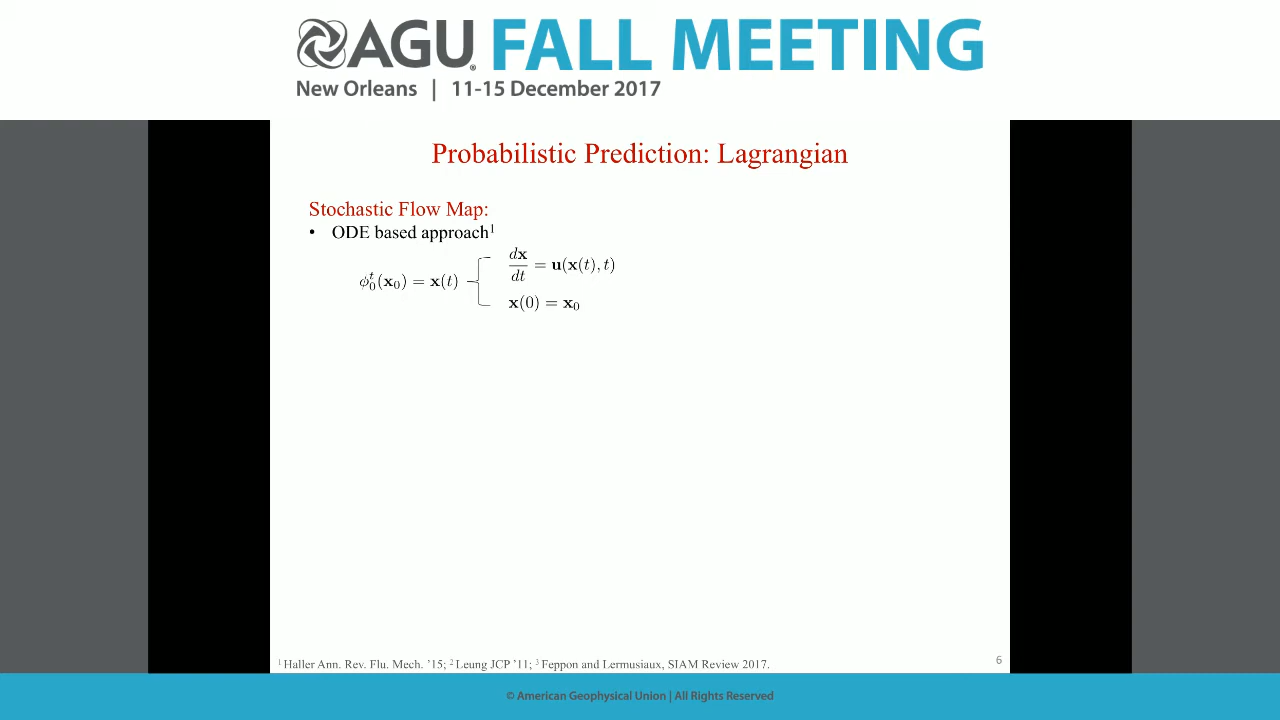 AGU FALL MEETING
New Orleans | 11-15 December 2017
Probabilistic Prediction: Lagrangian
Stochastic Flow Map:
• ODE based approach¹
dx/dt = u(x(t), t)
ϕ₀ᵗ(x₀) = x(t)
x(0) = x₀
¹ Haller Ann. Rev. Flu. Mech. ’15; ² Leung JCP ’11; ³ Feppon and Lermusiaux, SIAM Review 2017.
6
© American Geophysical Union | All Rights Reserved